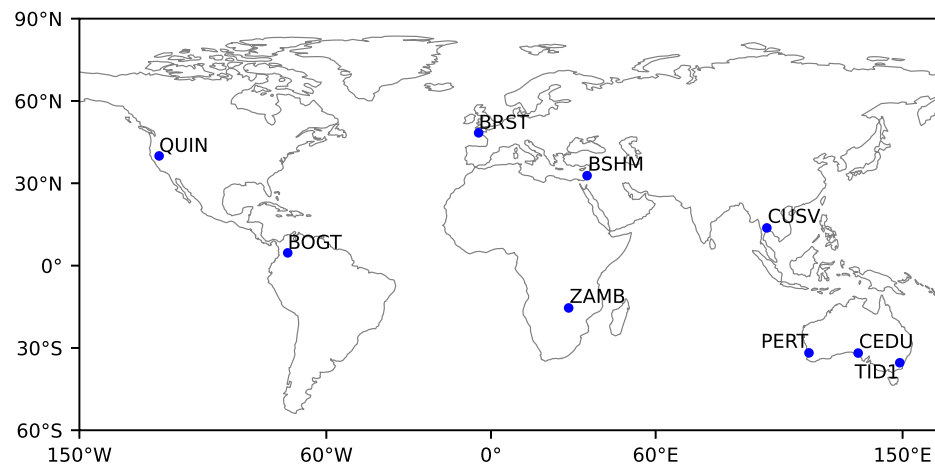 90°N
60°N
BRST
QUIN
BSHM
30°N
CUSV
BOGT
0°
ZAMB
PERT CEDU
30°S
TID1
60°S
150°W 60°W 0° 60°E 150°E